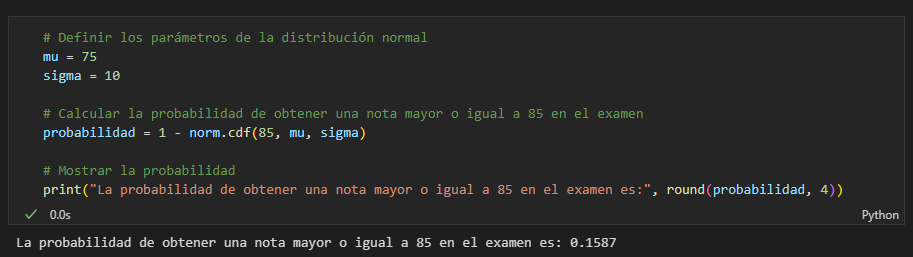 # Definir los parámetros de la distribución normal
mu = 75
sigma = 10
# Calcular la probabilidad de obtener una nota mayor o igual a 85 en el examen
probabilidad = 1 - norm.cdf(85, mu, sigma)
# Mostrar la probabilidad
print("La probabilidad de obtener una nota mayor o igual a 85 en el examen es:", round(probabilidad, 4))
0.0s
Python
La probabilidad de obtener una nota mayor o igual a 85 en el examen es: 0.1587